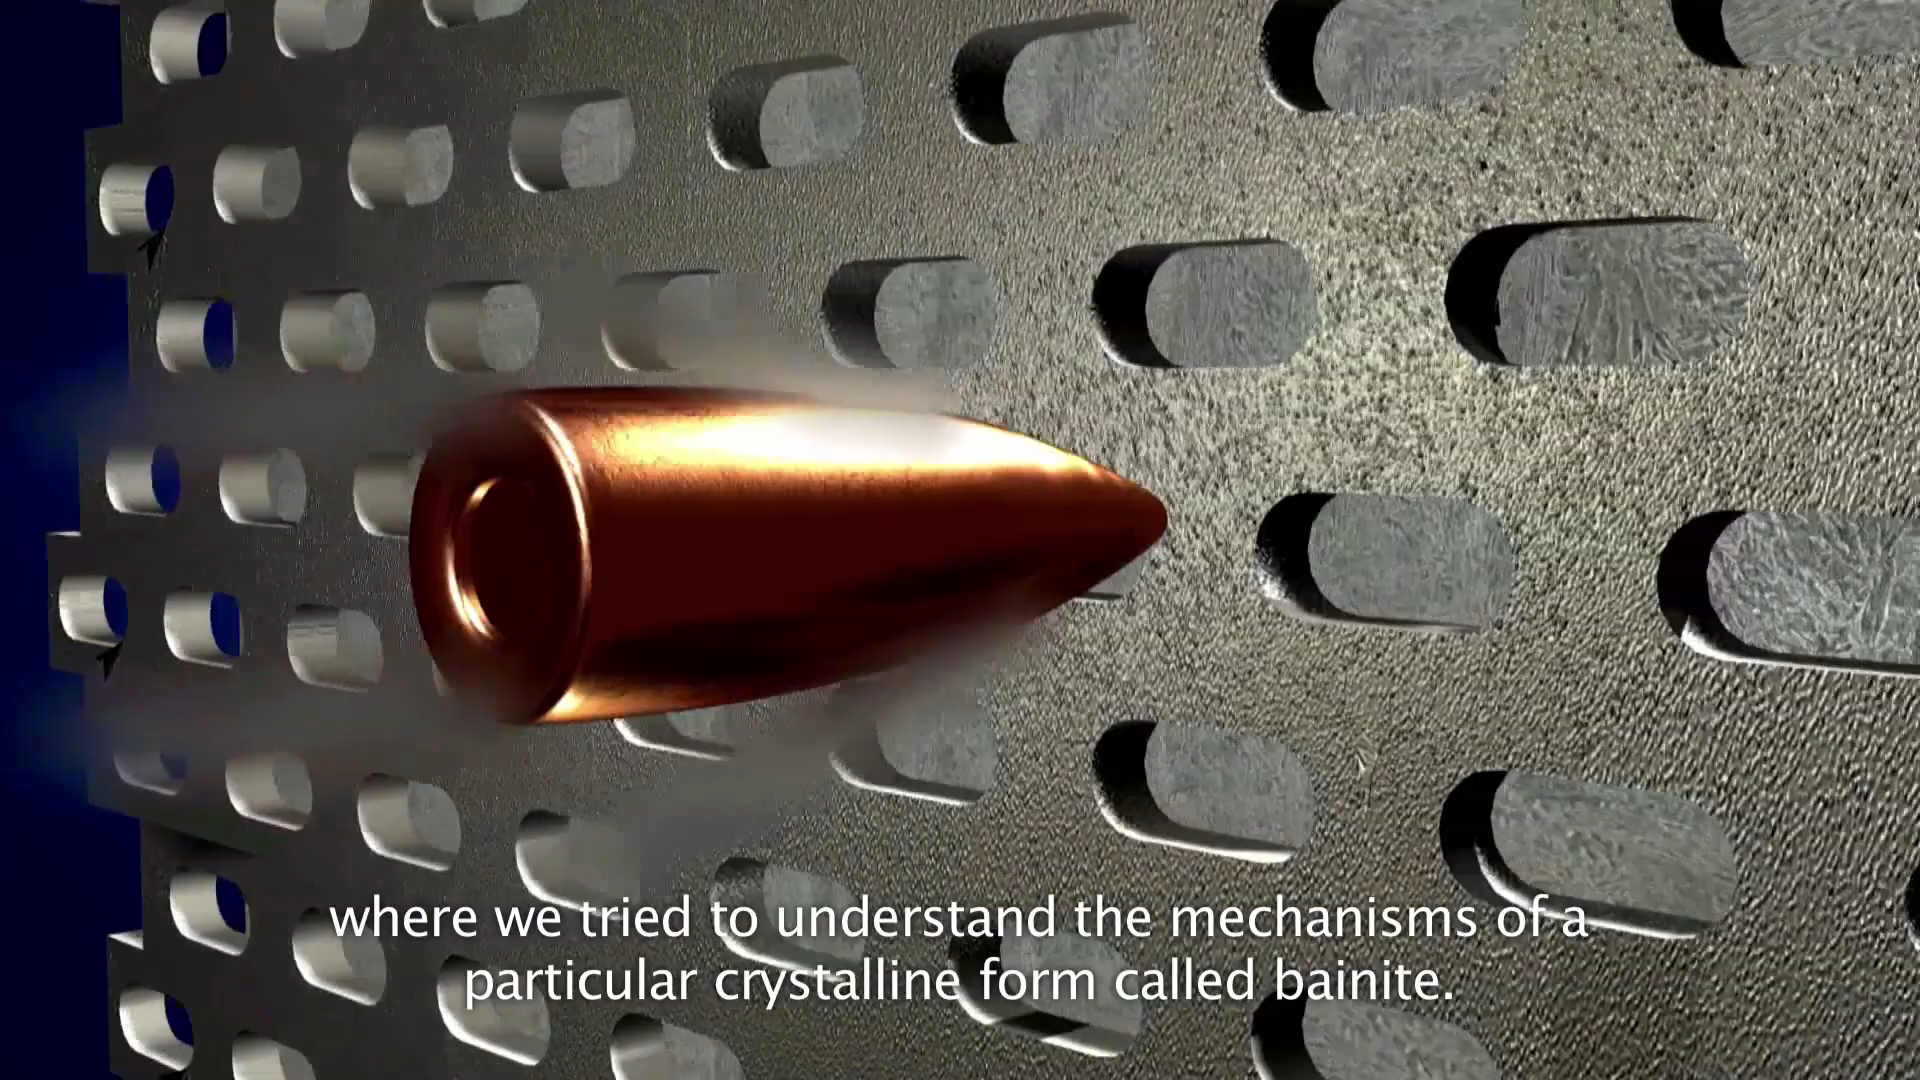 where we tried to understand the mechanisms of a
particular crystalline form called bainite.